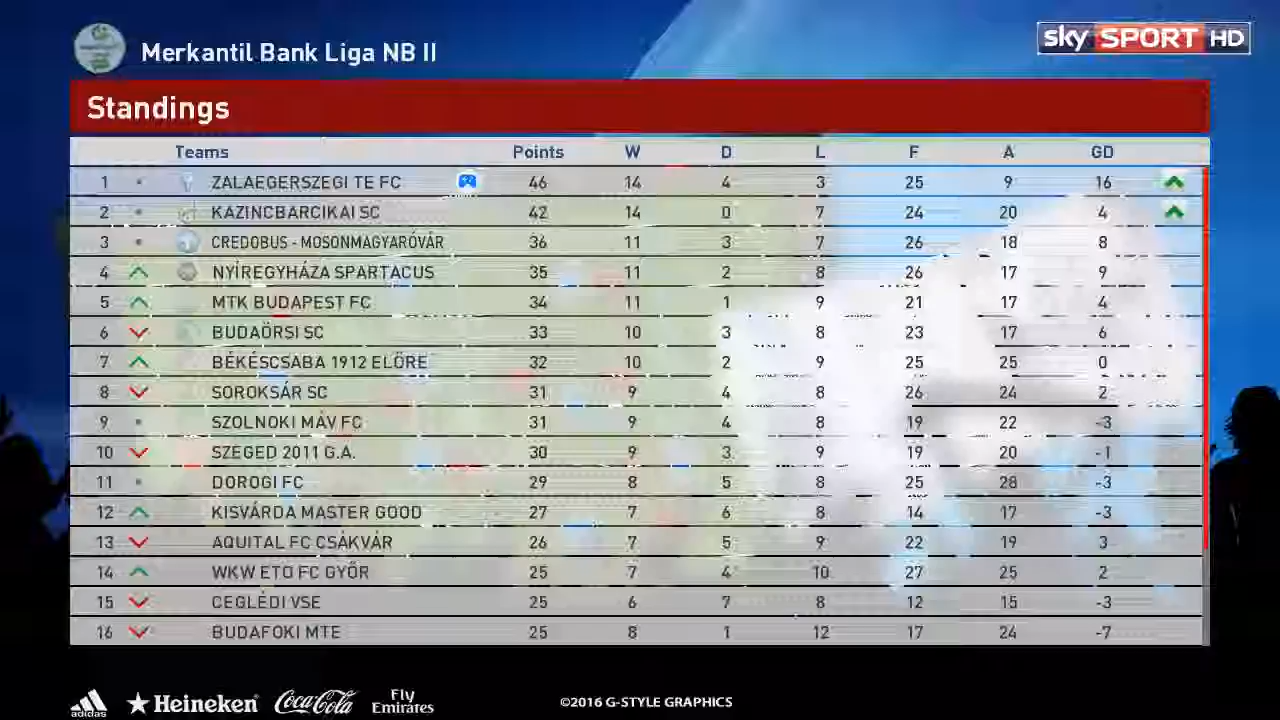 Merkantil Bank Liga NB II
sky SPORT HD
Standings
Teams Points W D L F A GD
1 ZALAEGERSZEGI TE FC 46 14 4 3 25 9 16
2 KAZINCBARCIKAI SC 42 14 0 7 24 20 4
3 CREDOBUS - MOSONMAGYARÓVÁR 36 11 3 7 26 18 8
4 NYÍREGYHÁZA SPARTACUS 35 11 2 8 26 17 9
5 MTK BUDAPEST FC 34 11 1 9 21 17 4
6 BUDAÖRSI SC 33 10 3 8 23 17 6
7 BÉKÉSCSABA 1912 ELŐRE 32 10 2 9 25 25 0
8 SOROKSÁR SC 31 9 4 8 26 24 2
9 SZOLNOKI MÁV FC 31 9 4 8 19 22 -3
10 SZEGED 2011 G.A. 30 9 3 9 19 20 -1
11 DOROGI FC 29 8 5 8 25 28 -3
12 KISVÁRDA MASTER GOOD 27 7 6 8 14 17 -3
13 AQUITAL FC CSÁKVÁR 26 7 5 9 22 19 3
14 WKW ETO FC GYŐR 25 7 4 10 27 25 2
15 CEGLÉDI VSE 25 6 7 8 12 15 -3
16 BUDAFOKI MTE 25 8 1 12 17 24 -7
adidas Heineken Coca-Cola Fly Emirates ©2016 G-STYLE GRAPHICS